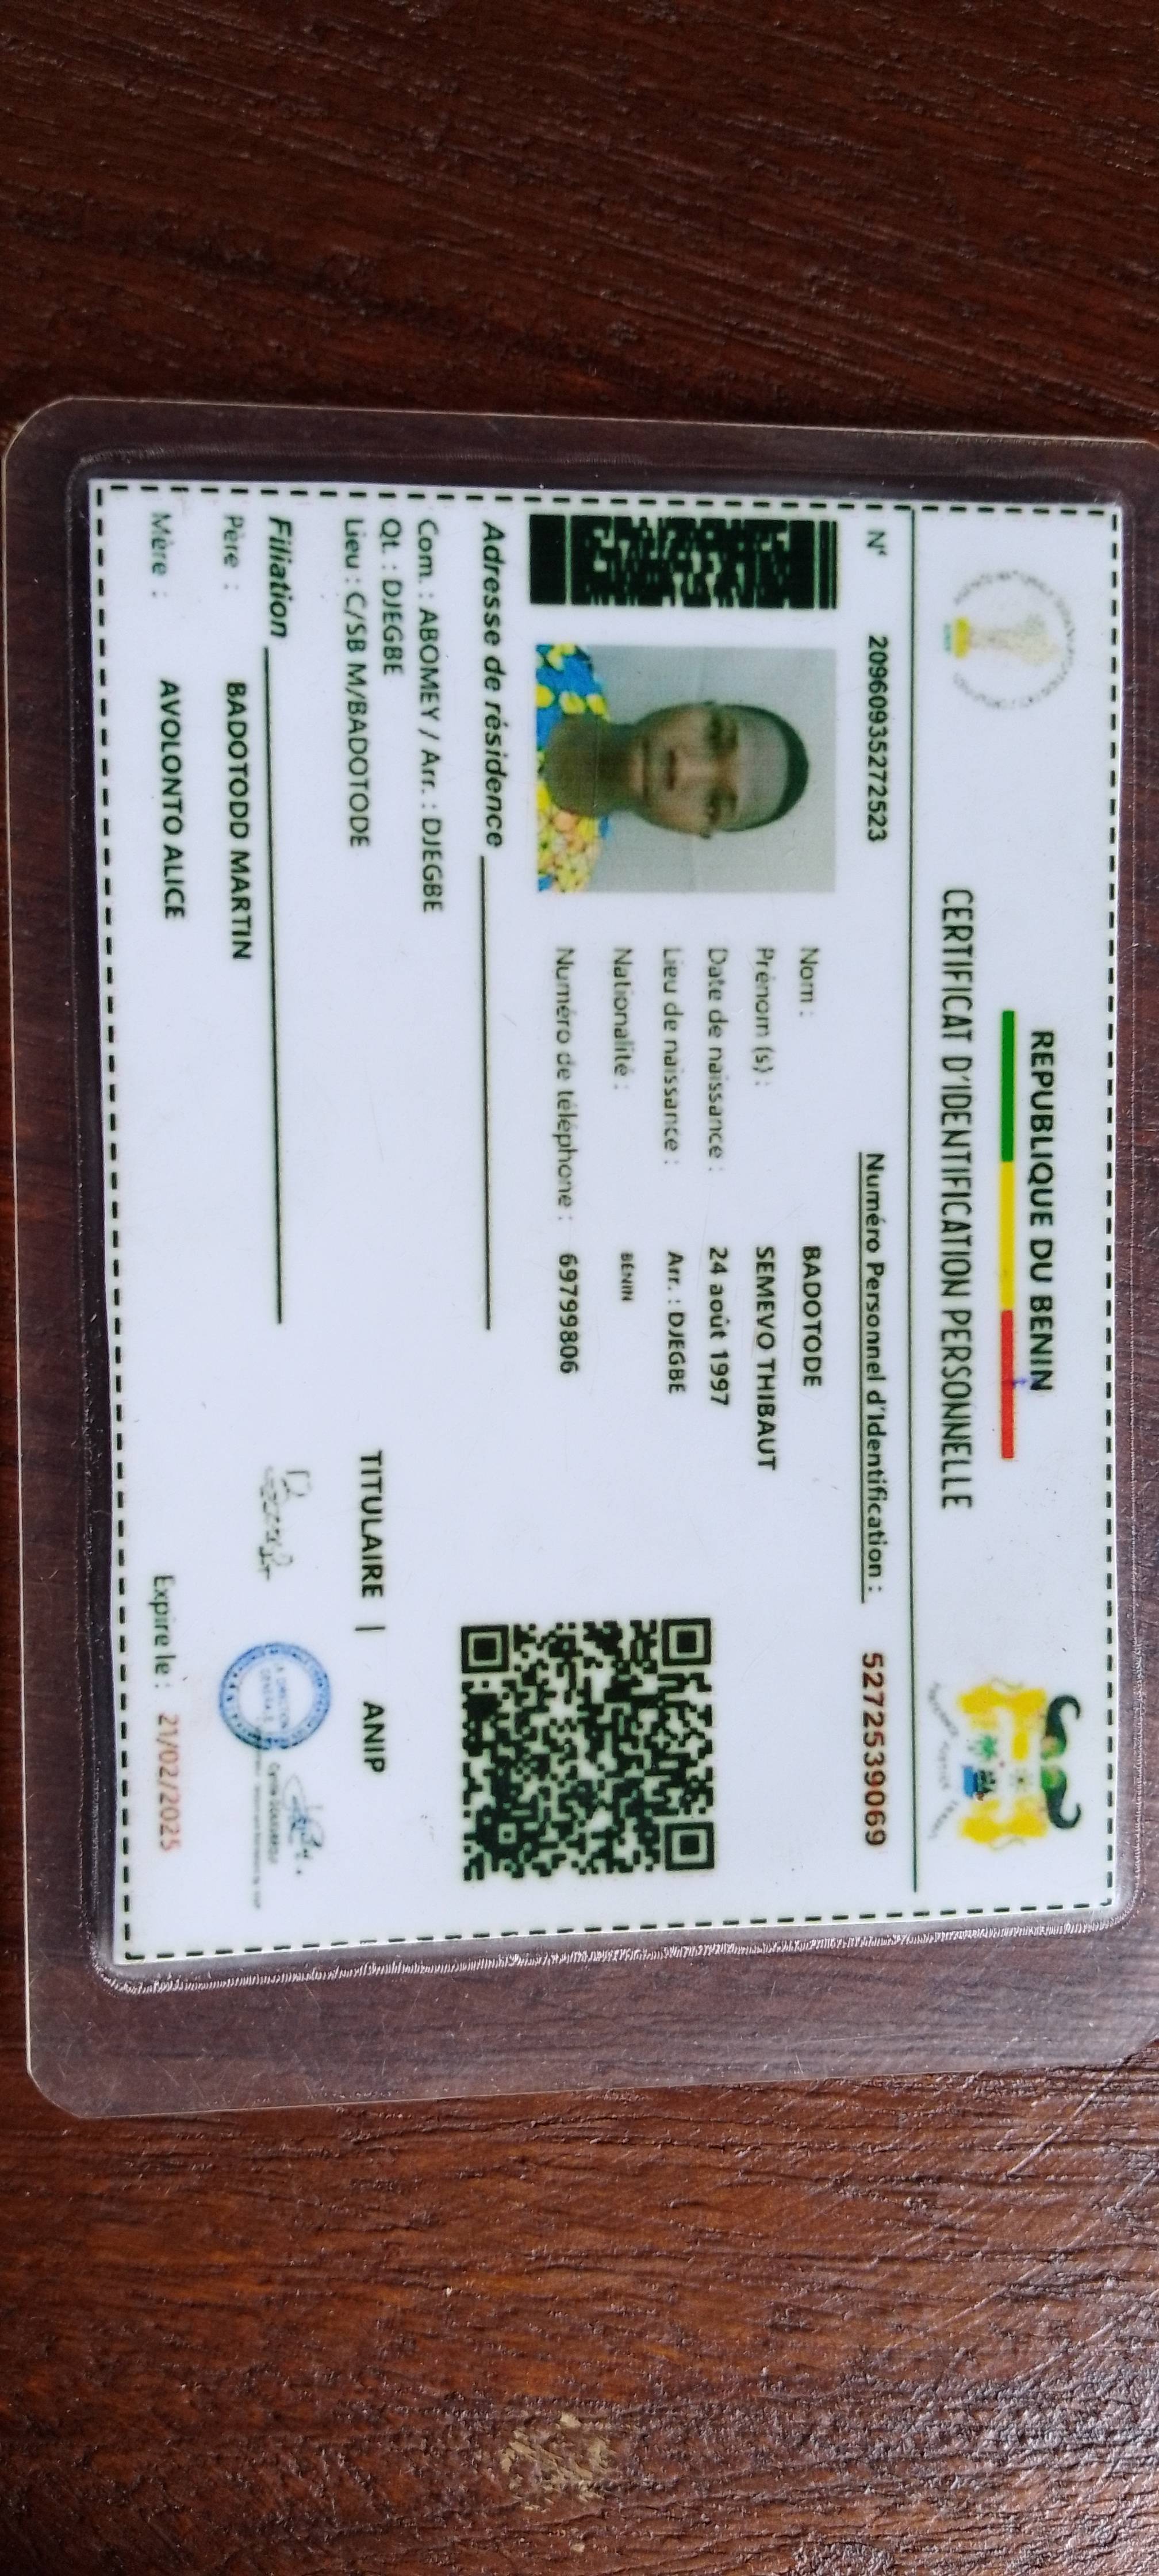 REPUBLIQUE DU BENIN
CERTIFICAT D'IDENTIFICATION PERSONNELLE
N° 20960935272523 Numéro Personnel d'Identification : 5272539069
Nom : BADOTODE
Prénom (s) : SEMEVO THIBAUT
Date de naissance : 24 août 1997
Lieu de naissance : Arr. : DJEGBE
Nationalité : BENIN
Numéro de téléphone : 69799806
Adresse de résidence
Com. : ABOMEY / Arr. : DJEGBE
Qt. : DJEGBE
Lieu : C/SB M/BADOTODE
TITULAIRE | ANIP
Filiation
Père : BADOTODD MARTIN
Mère : AVOLONTO ALICE
Expire le : 21/02/2025